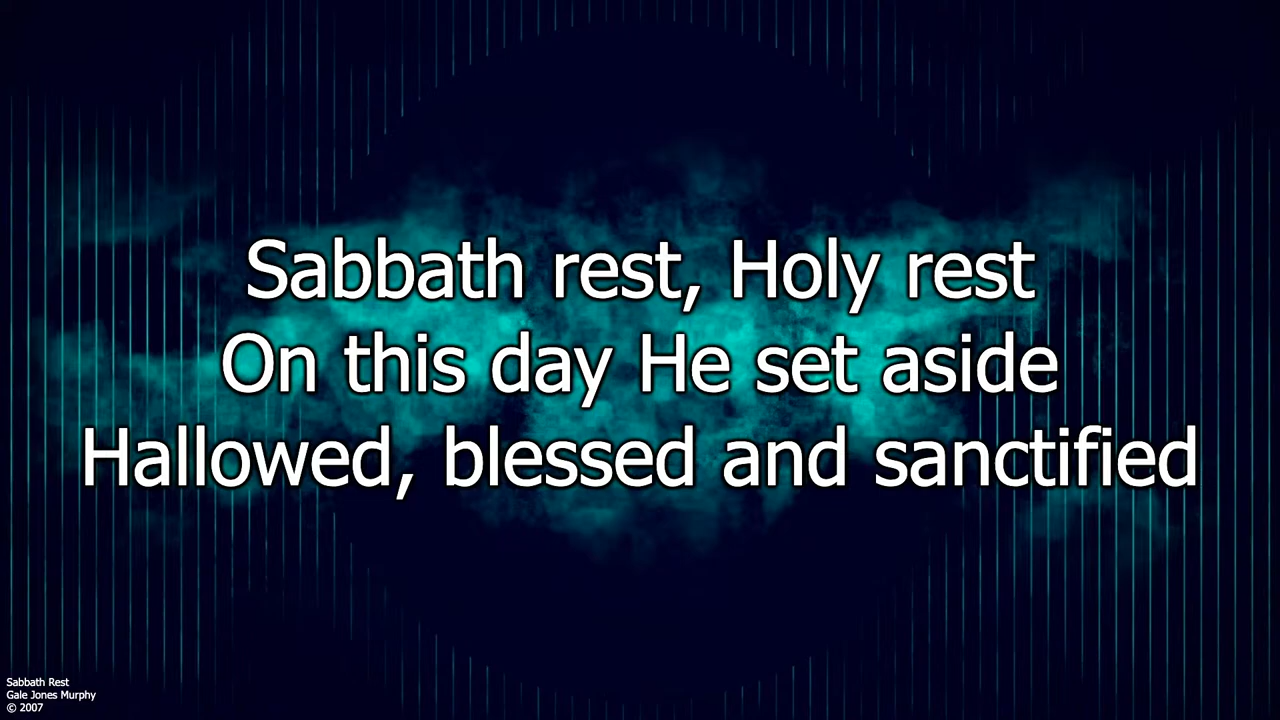 Sabbath rest, Holy rest
On this day He set aside
Hallowed, blessed and sanctified
Sabbath Rest
Gale Jones Murphy
© 2007